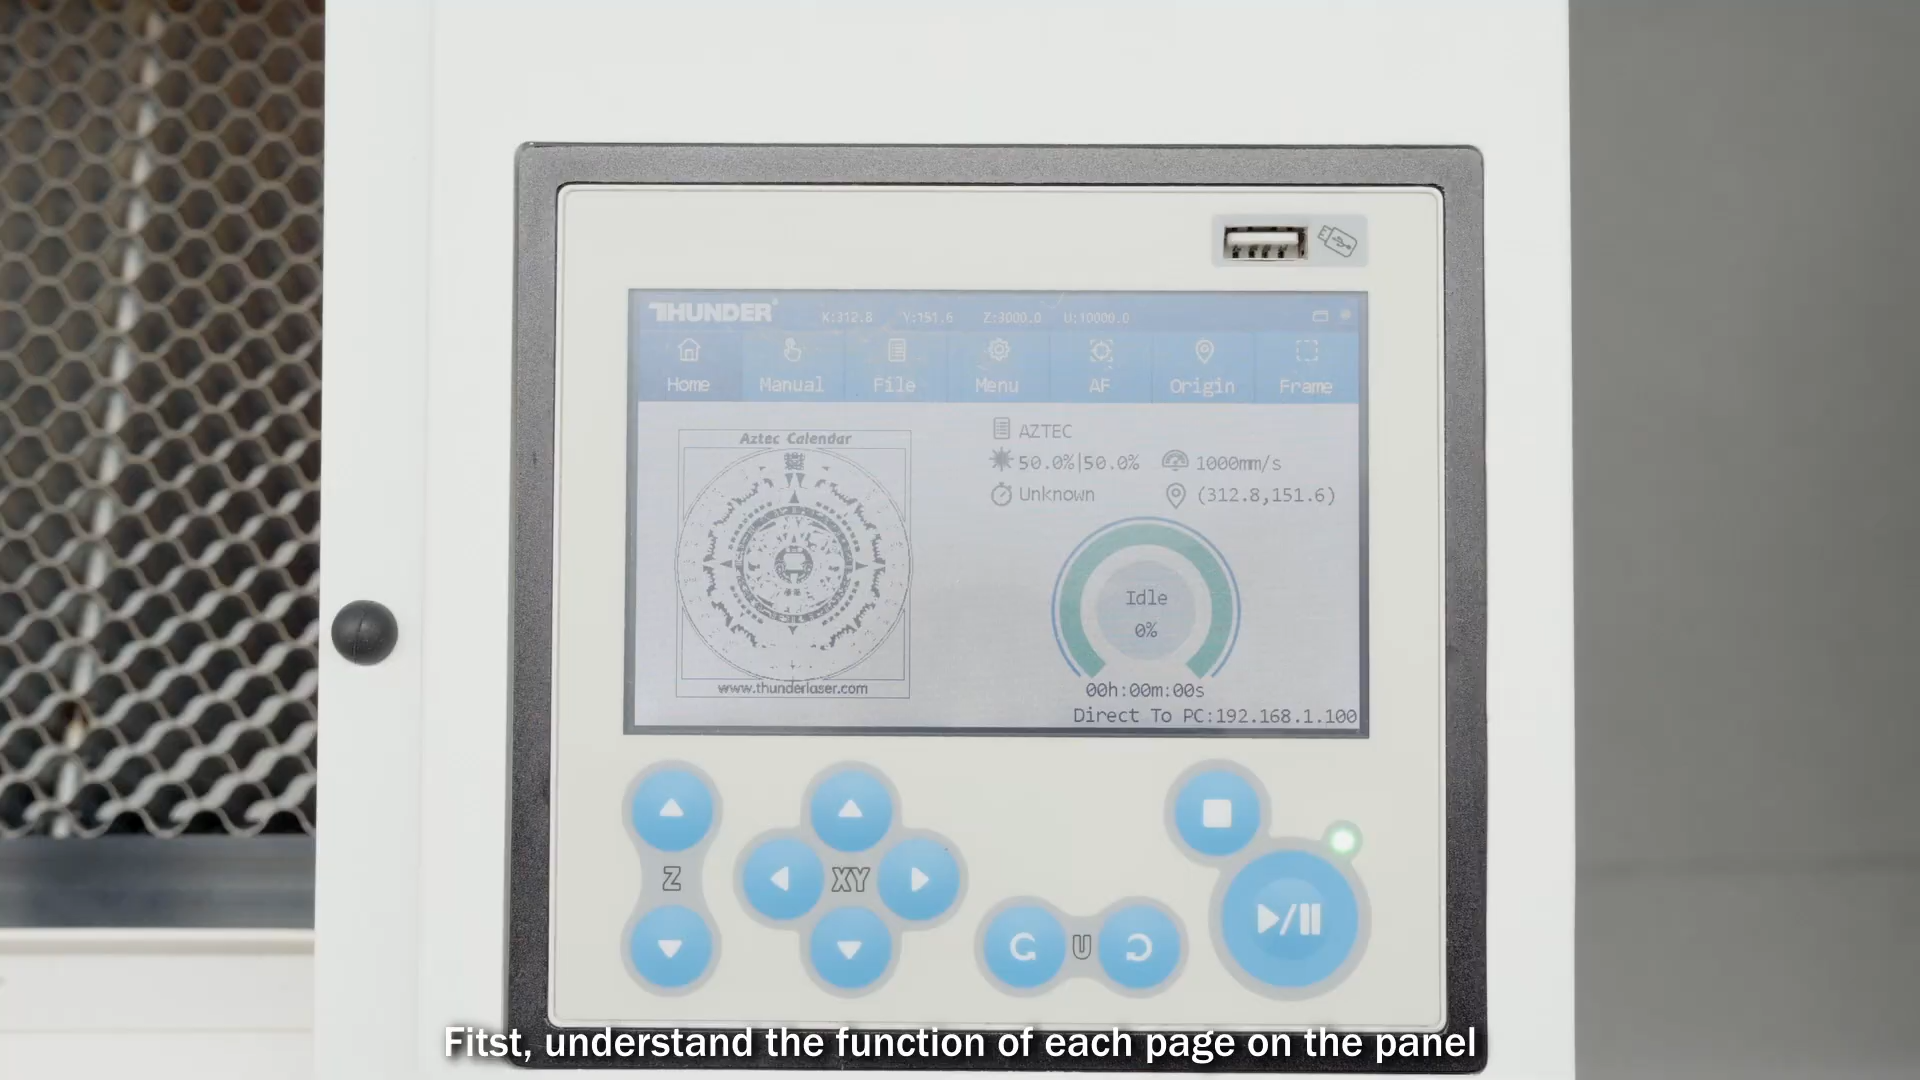 THUNDER®
X:312.8 Y:151.6 Z:3000.0 U:10000.0
Home Manual File Menu AF Origin Frame
Aztec Calendar
www.thunderlaser.com
AZTEC
50.0%|50.0% 1000mm/s
Unknown (312.8,151.6)
Idle
0%
00h:00m:00s
Direct To PC:192.168.1.100
Z
XY
U
Fitst, understand the function of each page on the panel